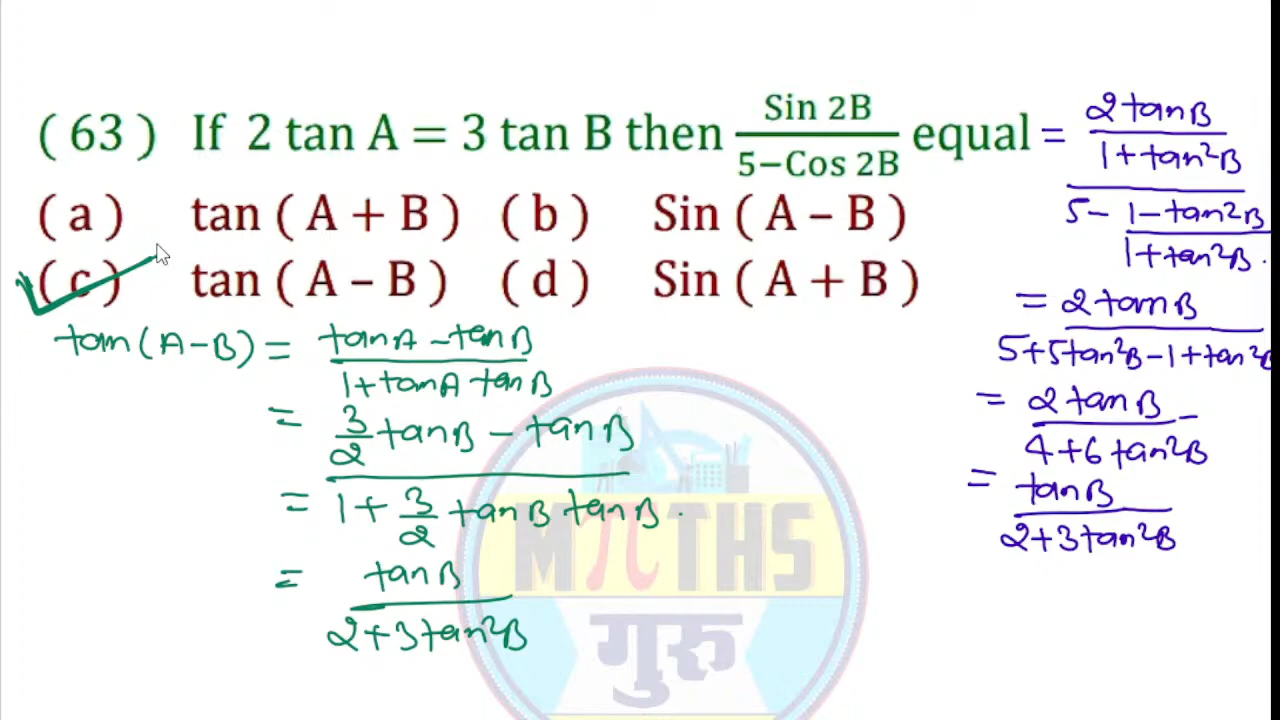 ( 63 ) If 2 tan A = 3 tan B then Sin 2B / 5−Cos 2B equal
( a ) tan ( A + B ) ( b ) Sin ( A – B )
( c ) tan ( A – B ) ( d ) Sin ( A + B )
tan(A-B) = tanA - tanB / 1 + tanA tanB
= 3/2 tanB - tanB
= 1 + 3/2 tanB tanB .
= tanB / 2+3tan²B
= 2tanB / 1+tan²B
5 - 1-tan²B / 1+tan²B .
= 2tanB / 5+5tan²B-1+tan²B
= 2tanB / 4+6tan²B
= tanB / 2+3tan²B
MπTHS
गुरु